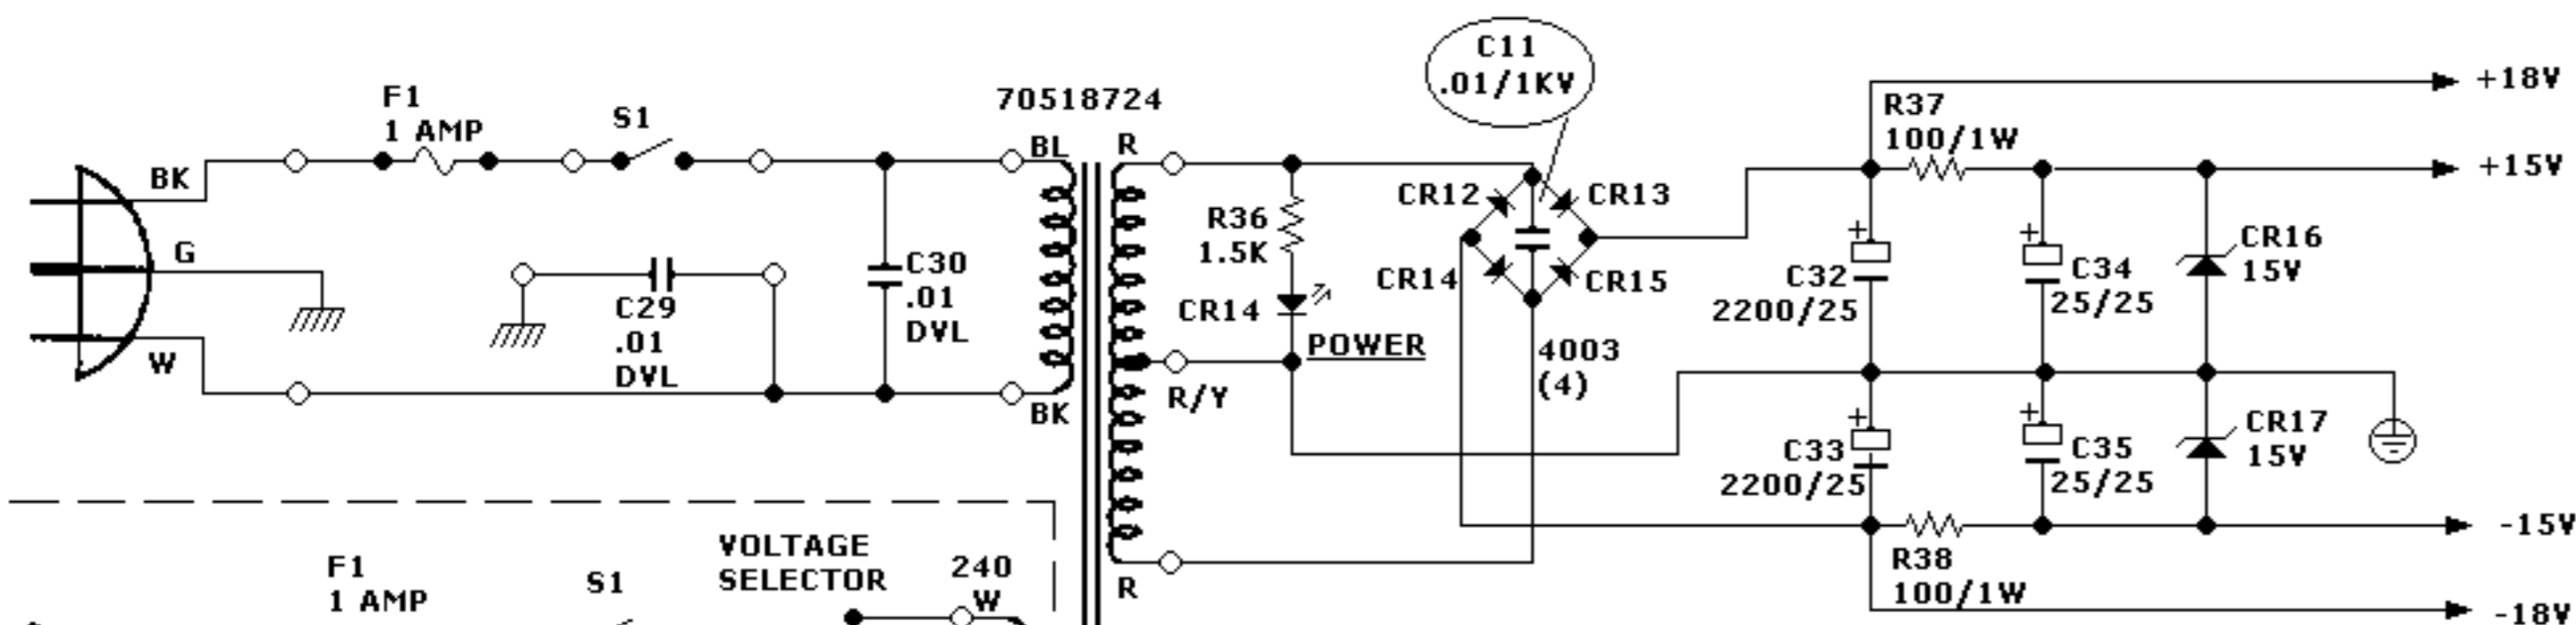 F1
1 AMP
S1
BK
G
W
C29
.01
DVL
C30
.01
DVL
70518724
BL
BK
R
R/Y
R
R36
1.5K
CR14
POWER
C11
.01/1KV
CR12
CR13
CR14
CR15
4003
(4)
R37
100/1W
+18V
+15V
C32
2200/25
+
C34
25/25
+
CR16
15V
C33
2200/25
+
C35
25/25
+
CR17
15V
R38
100/1W
-15V
-18V
F1
1 AMP
S1
VOLTAGE
SELECTOR
240
W